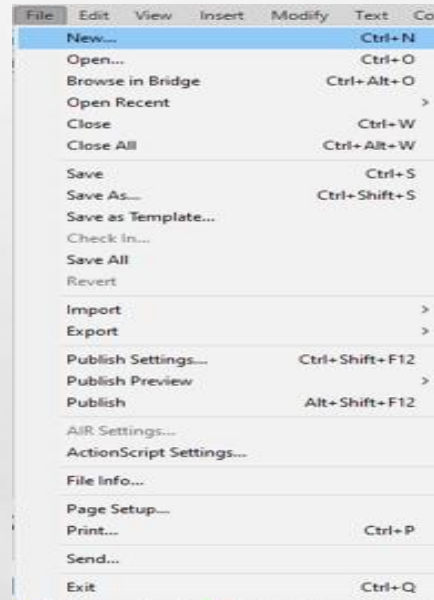 File Edit View Insert Modify Text Co
New... Ctrl+N
Open... Ctrl+O
Browse in Bridge Ctrl+Alt+O
Open Recent >
Close Ctrl+W
Close All Ctrl+Alt+W
Save Ctrl+S
Save As... Ctrl+Shift+S
Save as Template...
Check In...
Save All
Revert
Import >
Export >
Publish Settings... Ctrl+Shift+F12
Publish Preview >
Publish Alt+Shift+F12
AIR Settings...
ActionScript Settings...
File Info...
Page Setup...
Print... Ctrl+P
Send...
Exit Ctrl+Q